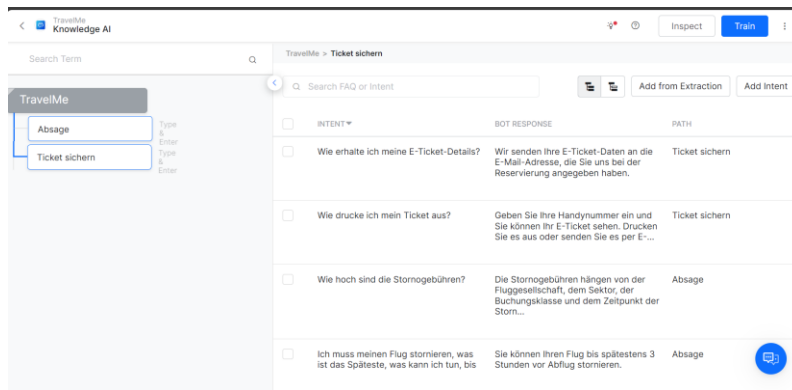 TravelMe
Knowledge AI
Inspect
Train
Search Term
TravelMe > Ticket sichern
Search FAQ or Intent
Add from Extraction
Add Intent
TravelMe
Absage
Type
&
Enter
Ticket sichern
Type
&
Enter
INTENT
BOT RESPONSE
PATH
Wie erhalte ich meine E-Ticket-Details?
Wir senden Ihre E-Ticket-Daten an die
E-Mail-Adresse, die Sie uns bei der
Reservierung angegeben haben.
Ticket sichern
Wie drucke ich mein Ticket aus?
Geben Sie Ihre Handynummer ein und
Sie können Ihr E-Ticket sehen. Drucken
Sie es aus oder senden Sie es per E-...
Ticket sichern
Wie hoch sind die Stornogebühren?
Die Stornogebühren hängen von der
Fluggesellschaft, dem Sektor, der
Buchungsklasse und dem Zeitpunkt der
Storn...
Absage
Ich muss meinen Flug stornieren, was
ist das Späteste, was kann ich tun, bis
Sie können Ihren Flug bis spätestens 3
Stunden vor Abflug stornieren.
Absage